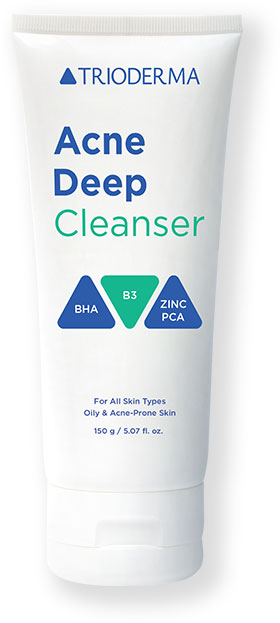 TRIODERMA
Acne
Deep
Cleanser
BHA
B3
ZINC
PCA
For All Skin Types
Oily & Acne-Prone Skin
150 g / 5.07 fl. oz.